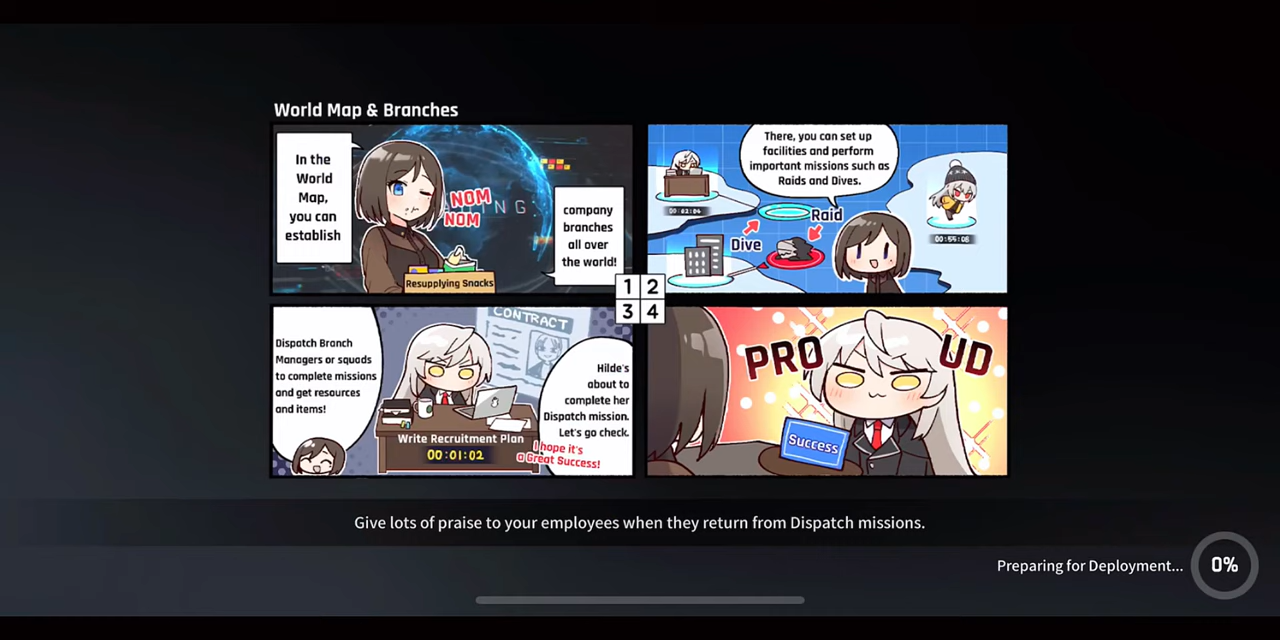 World Map & Branches
In the
World
Map,
you can
establish
NOM
NOM
company
branches
all over
the world!
Resupplying Snacks
There, you can set up
facilities and perform
important missions such as
Raids and Dives.
00:02:04
Raid
Dive
00:55:08
1 2
3 4
Dispatch Branch
Managers or squads
to complete missions
and get resources
and items!
CONTRACT
Hilde's
about to
complete her
Dispatch mission.
Let's go check.
Write Recruitment Plan
00:01:02
I hope it's
a Great Success!
PRO UD
Success
Give lots of praise to your employees when they return from Dispatch missions.
Preparing for Deployment...
0%